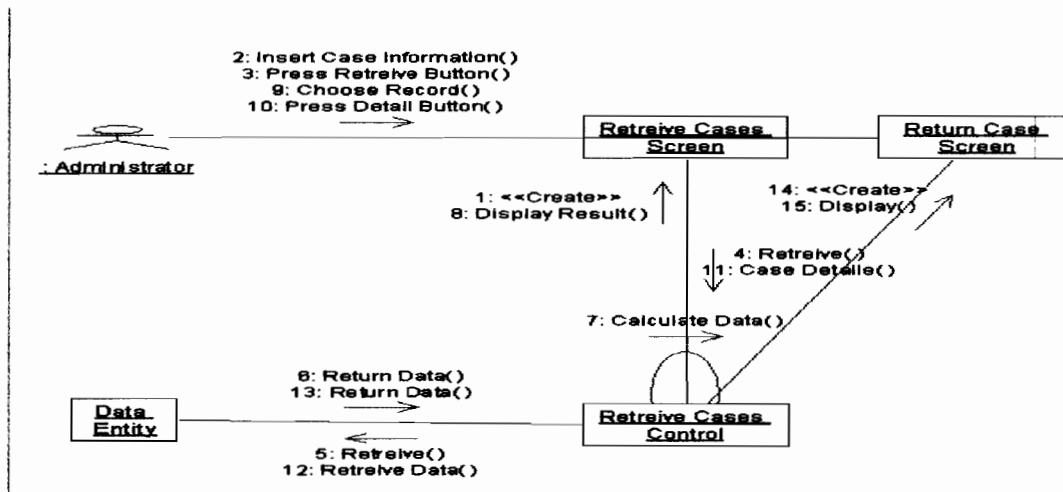 2: Insert Case Information()
3: Press Retreive Button()
9: Choose Record()
10: Press Detail Button()
: Administrator
Retreive Cases
Screen
Return Case
Screen
1: <<Create>>
8: Display Result()
14: <<Create>>
15: Display()
4: Retreive()
11: Case Detaile()
7: Calculate Data()
6: Return Data()
13: Return Data()
Data
Entity
Retreive Cases
Control
5: Retreive()
12: Retreive Data()